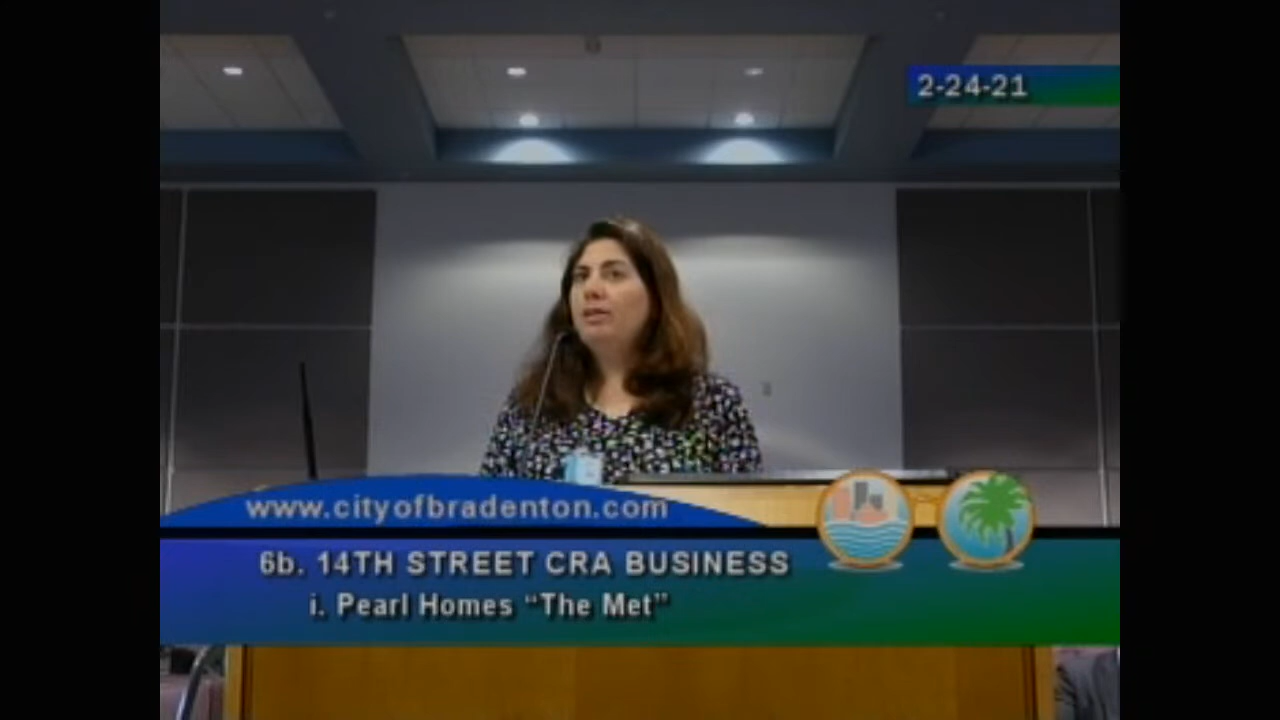 2-24-21
www.cityofbradenton.com
6b. 14TH STREET CRA BUSINESS
i. Pearl Homes “The Met”